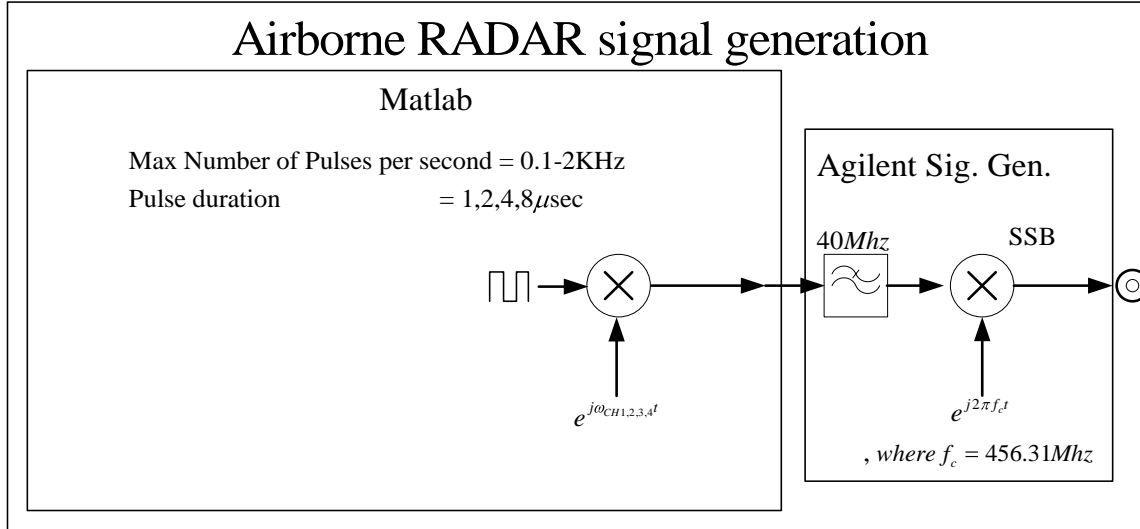 Airborne RADAR signal generation
Matlab
Max Number of Pulses per second = 0.1-2KHz
Pulse duration = 1,2,4,8μsec
Agilent Sig. Gen.
40Mhz
SSB
e^{jω_{CH1,2,3,4}t}
e^{j2πf_ct}
, where f_c = 456.31Mhz